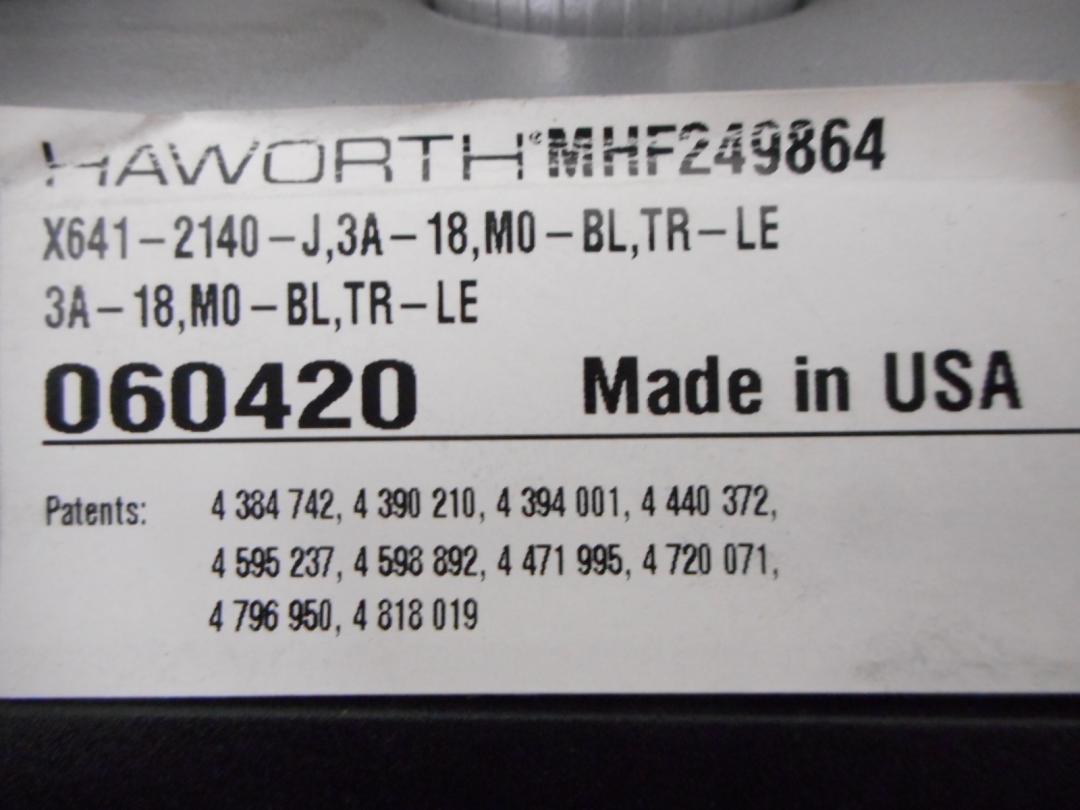 HAWORTH® MHF249864
X641-2140-J,3A-18,M0-BL,TR-LE
3A-18,M0-BL,TR-LE
060420 Made in USA
Patents: 4 384 742, 4 390 210, 4 394 001, 4 440 372,
4 595 237, 4 598 892, 4 471 995, 4 720 071,
4 796 950, 4 818 019